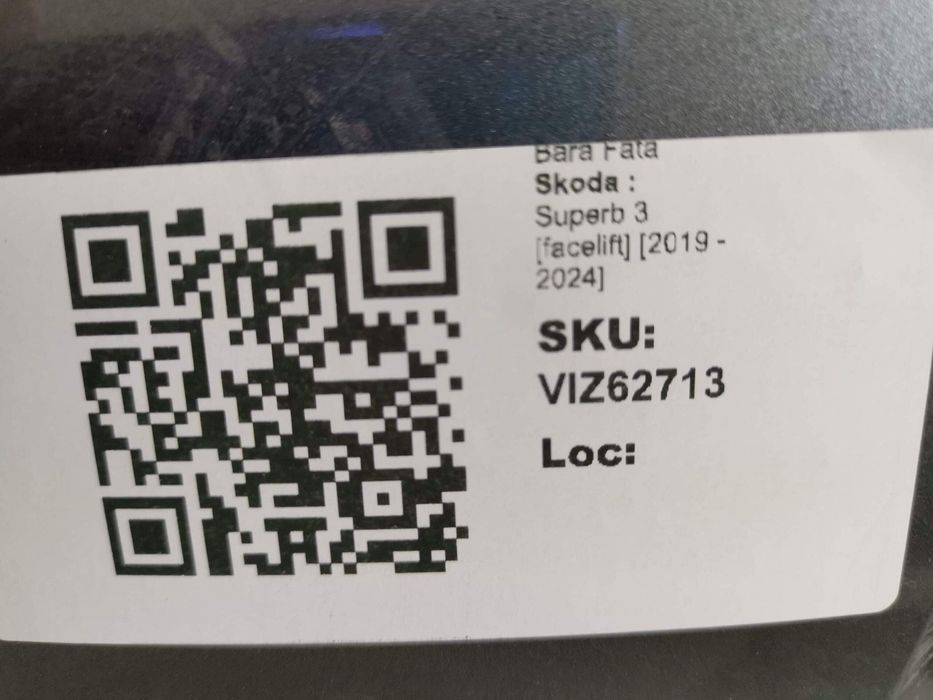 Bara Fata
Skoda :
Superb 3
[facelift] [2019 -
2024]
SKU:
VIZ62713
Loc: